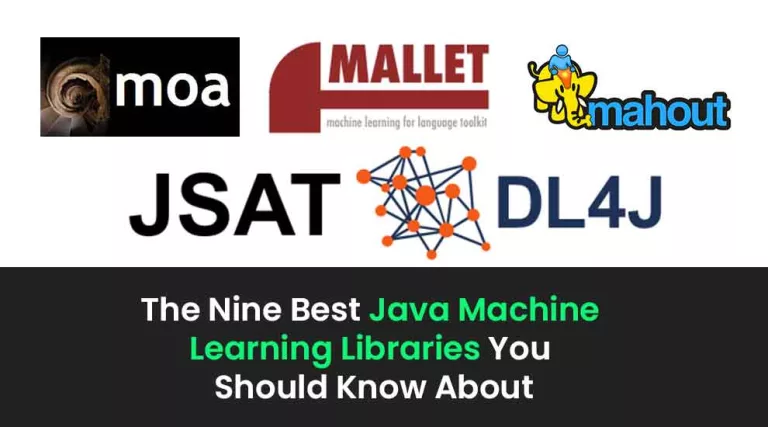 moa
MALLET
machine learning for language toolkit
mahout
JSAT
DL4J
The Nine Best Java Machine
Learning Libraries You
Should Know About